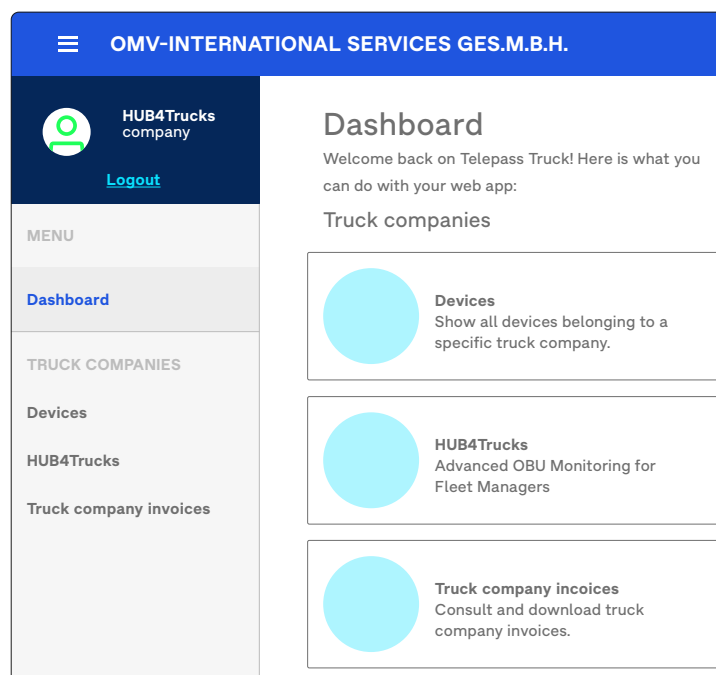 OMV-INTERNATIONAL SERVICES GES.M.B.H.
HUB4Trucks
company
Logout
MENU
Dashboard
TRUCK COMPANIES
Devices
HUB4Trucks
Truck company invoices
Dashboard
Welcome back on Telepass Truck! Here is what you
can do with your web app:
Truck companies
Devices
Show all devices belonging to a
specific truck company.
HUB4Trucks
Advanced OBU Monitoring for
Fleet Managers
Truck company incoices
Consult and download truck
company invoices.